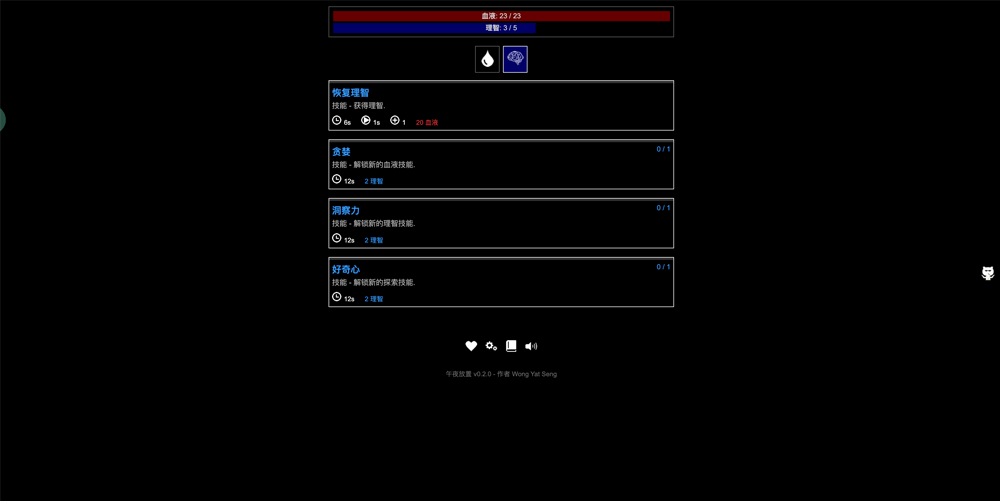 血液: 23 / 23
理智: 3 / 5
恢复理智
技能 - 获得理智.
6s 1s 1 20 血液
贪婪 0 / 1
技能 - 解锁新的血液技能.
12s 2 理智
洞察力 0 / 1
技能 - 解锁新的理智技能.
12s 2 理智
好奇心 0 / 1
技能 - 解锁新的探索技能.
12s 2 理智
午夜放置 v0.2.0 - 作者 Wong Yat Seng